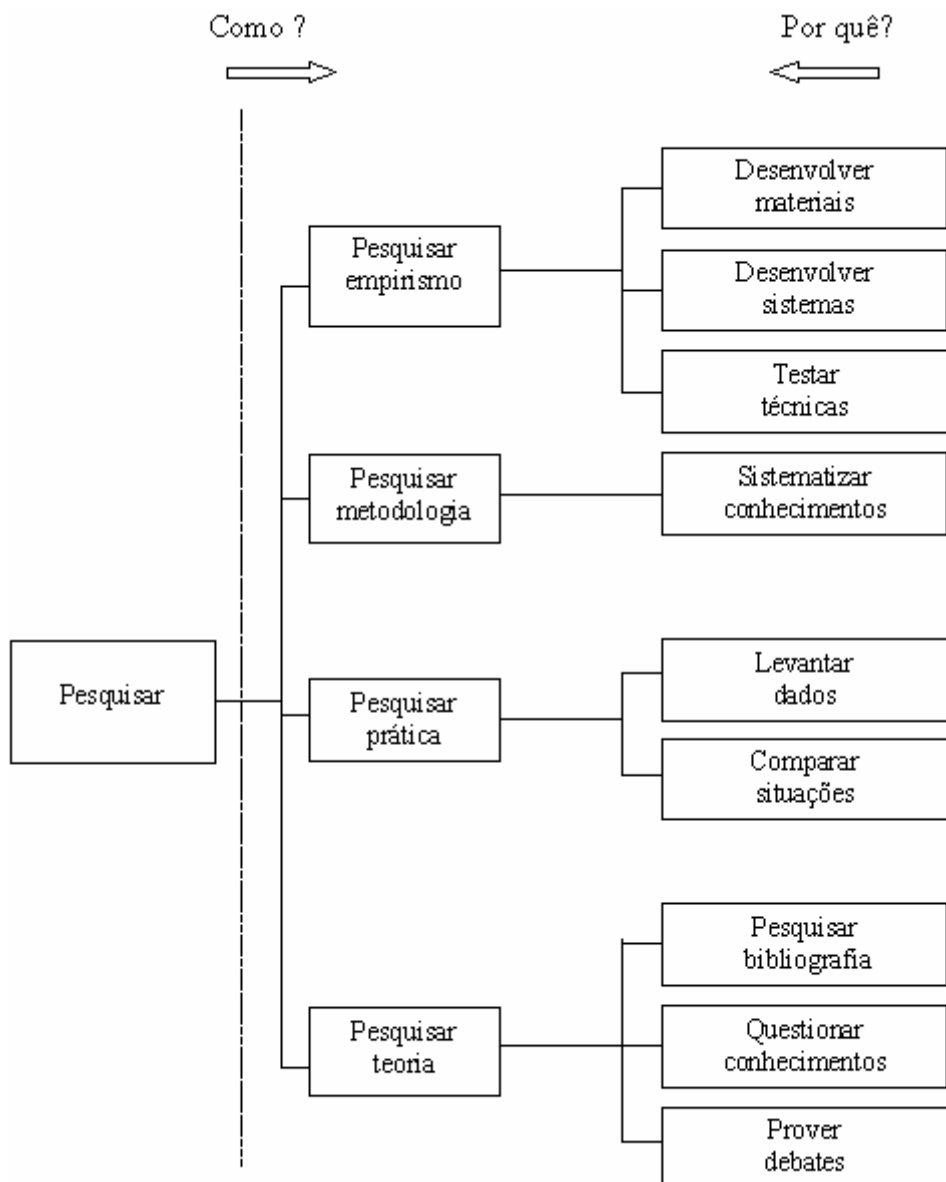 Como ?
Por quê?
Desenvolver
materiais
Pesquisar
empirismo
Desenvolver
sistemas
Testar
técnicas
Pesquisar
metodologia
Sistematizar
conhecimentos
Pesquisar
Pesquisar
prática
Levantar
dados
Comparar
situações
Pesquisar
teoria
Pesquisar
bibliografia
Questionar
conhecimentos
Prover
debates